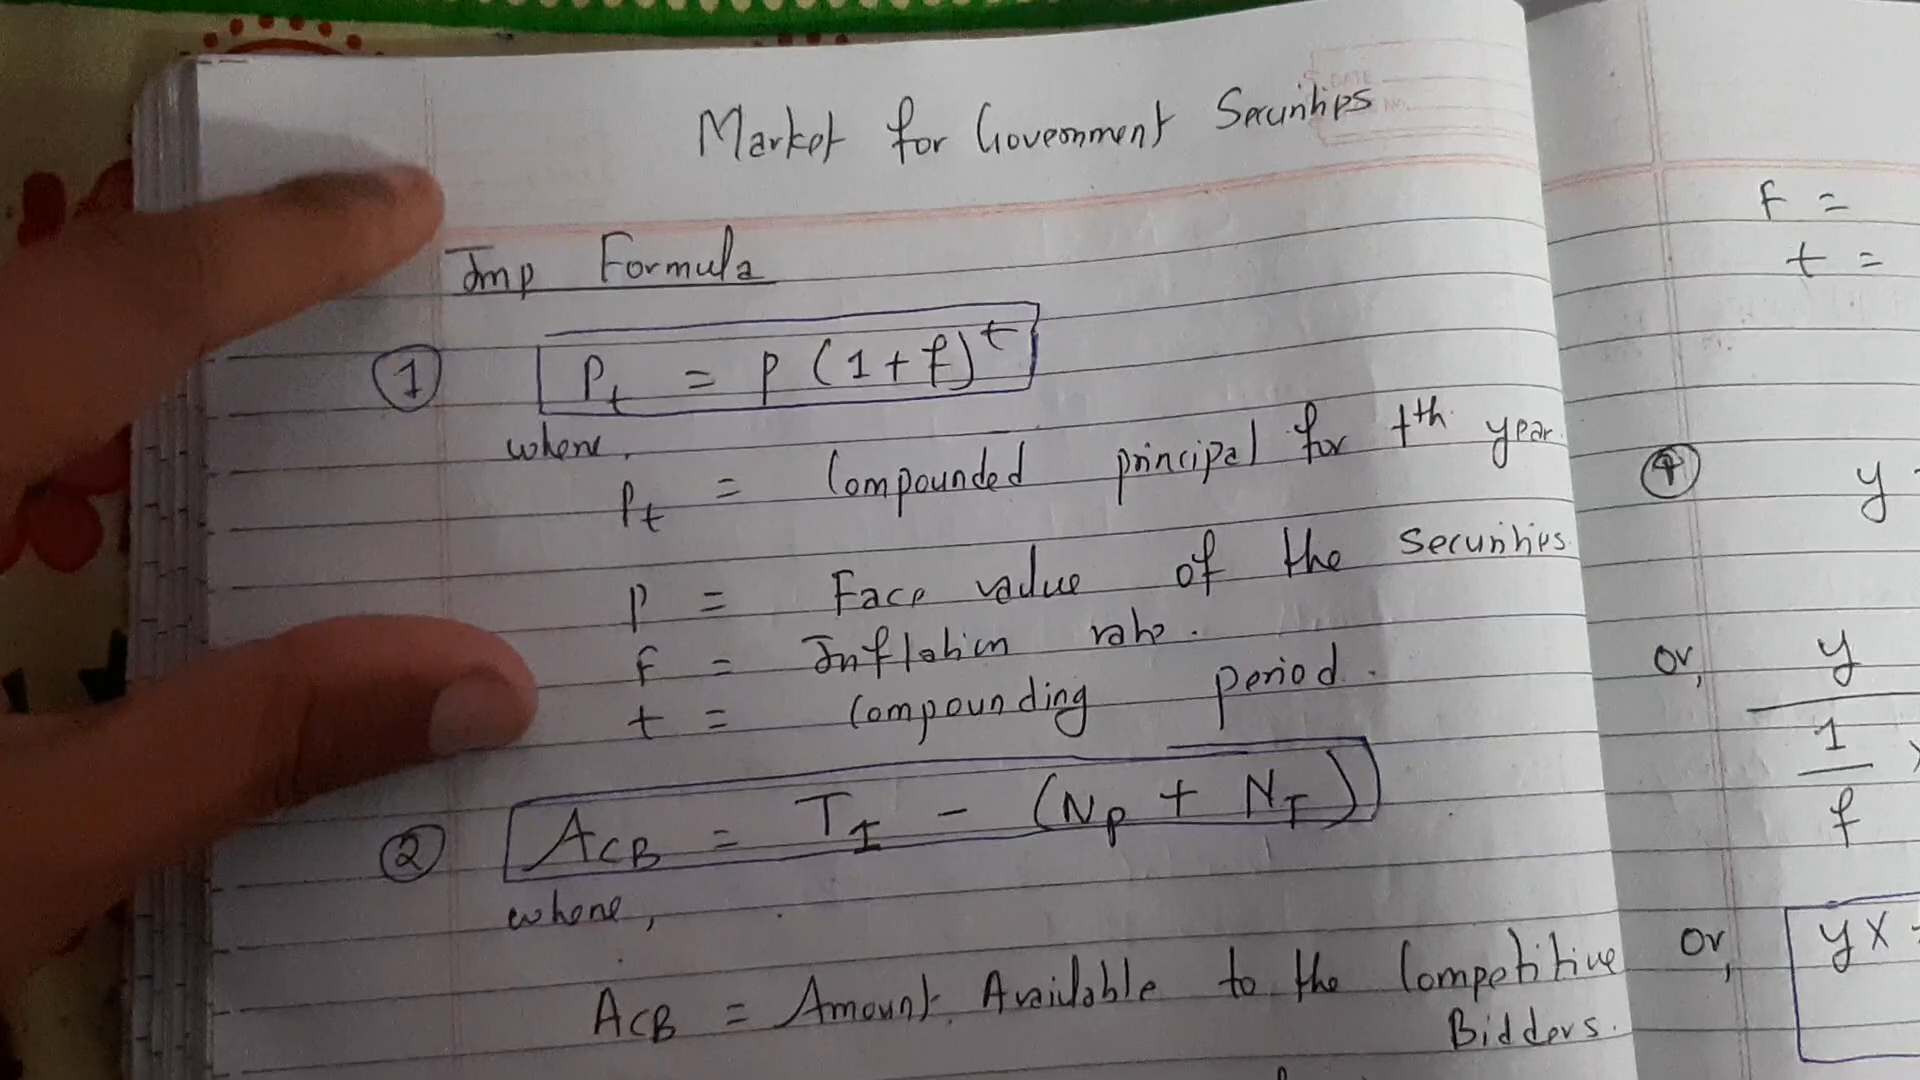 Market for Government Securities
DATE
Imp Formula
① Pt = P (1+f)^t
where,
Pt = Compounded principal for tth year.
P = Face value of the securities.
F = Inflation rate.
t = Compounding period.
② ACB = TI - (NP + NI)
where,
ACB = Amount Available to the Competitive
Bidders.
F =
t =
④ y
or, y
1
f
or, yx